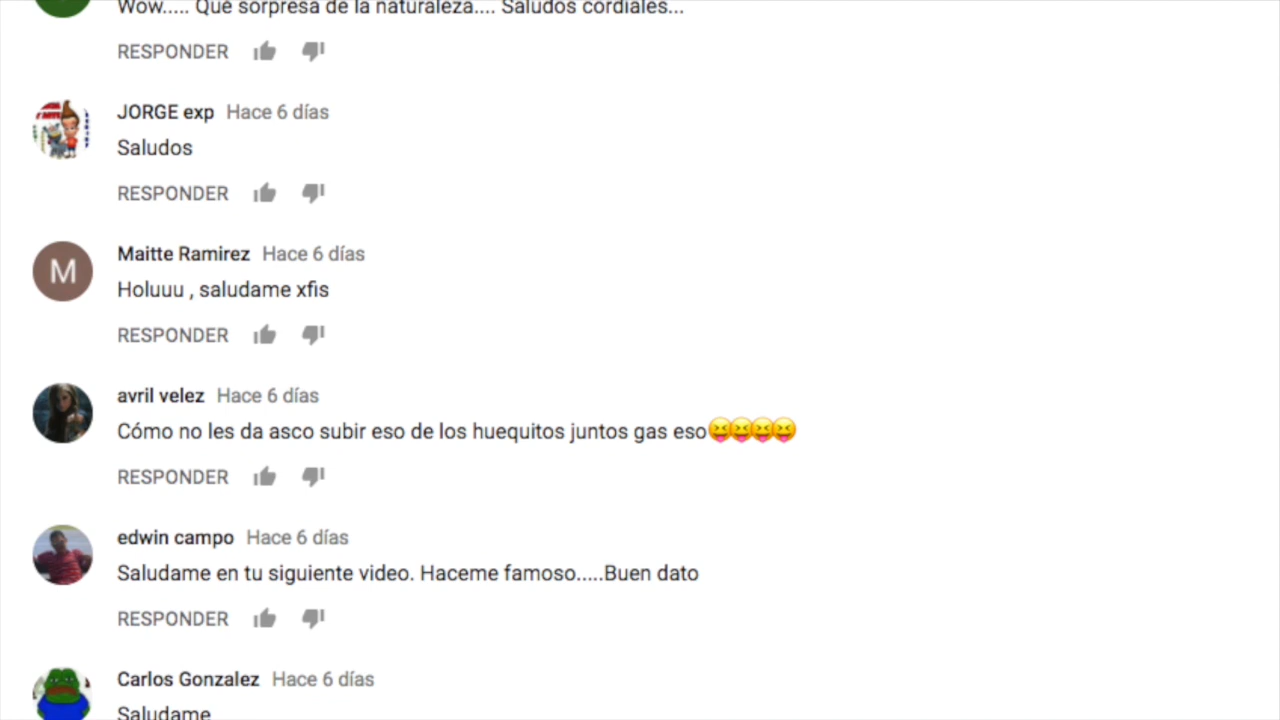 Wow..... Que sorpresa de la naturaleza.... Saludos cordiales...
RESPONDER
JORGE exp Hace 6 días
Saludos
RESPONDER
M
Maitte Ramirez Hace 6 días
Holuuu , saludame xfis
RESPONDER
avril velez Hace 6 días
Cómo no les da asco subir eso de los huequitos juntos gas eso😝😝😝😝
RESPONDER
edwin campo Hace 6 días
Saludame en tu siguiente video. Haceme famoso.....Buen dato
RESPONDER
Carlos Gonzalez Hace 6 días
Saludame